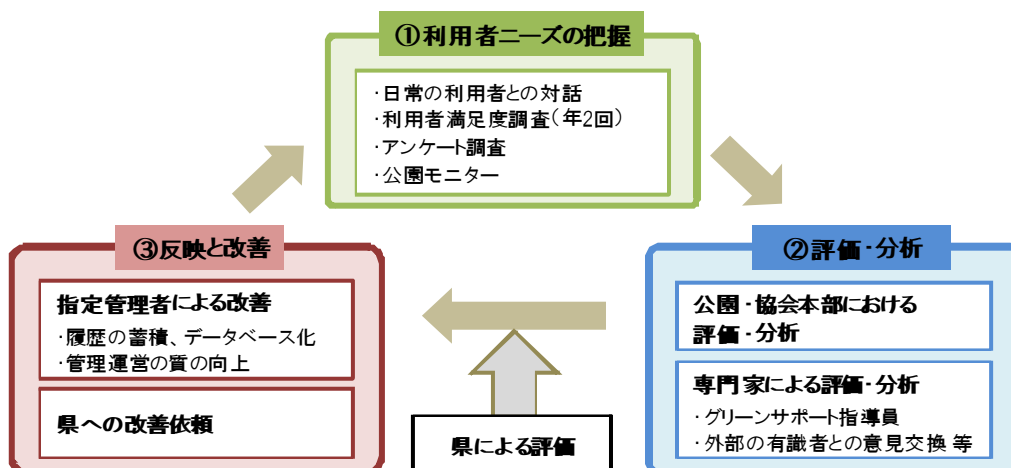 ①利用者ニーズの把握
・日常の利用者との対話
・利用者満足度調査(年2回)
・アンケート調査
・公園モニター
②評価・分析
公園・協会本部における
評価・分析
専門家による評価・分析
・グリーンサポート指導員
・外部の有識者との意見交換 等
③反映と改善
指定管理者による改善
・履歴の蓄積、データベース化
・管理運営の質の向上
県への改善依頼
県による評価